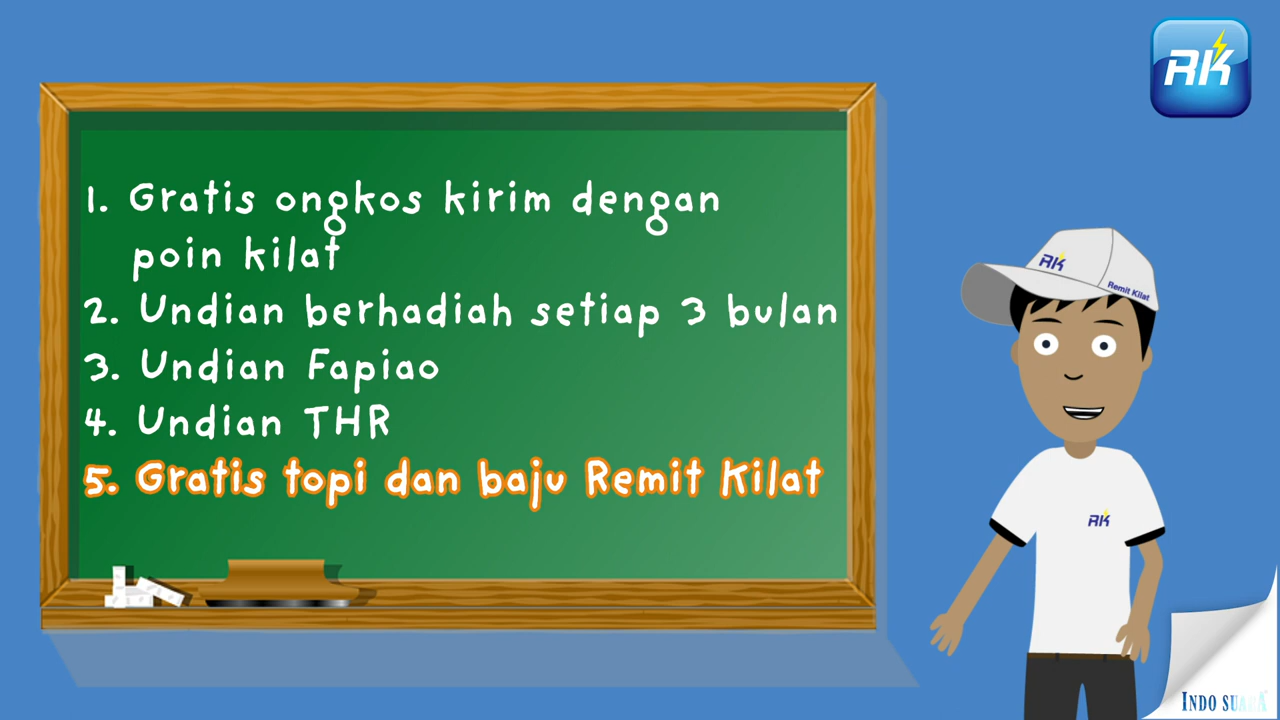 RK
1. Gratis ongkos kirim dengan
poin kilat
2. Undian berhadiah setiap 3 bulan
3. Undian Fapiao
4. Undian THR
5. Gratis topi dan baju Remit Kilat
RK
Remit Kilat
RK
INDO SUARA